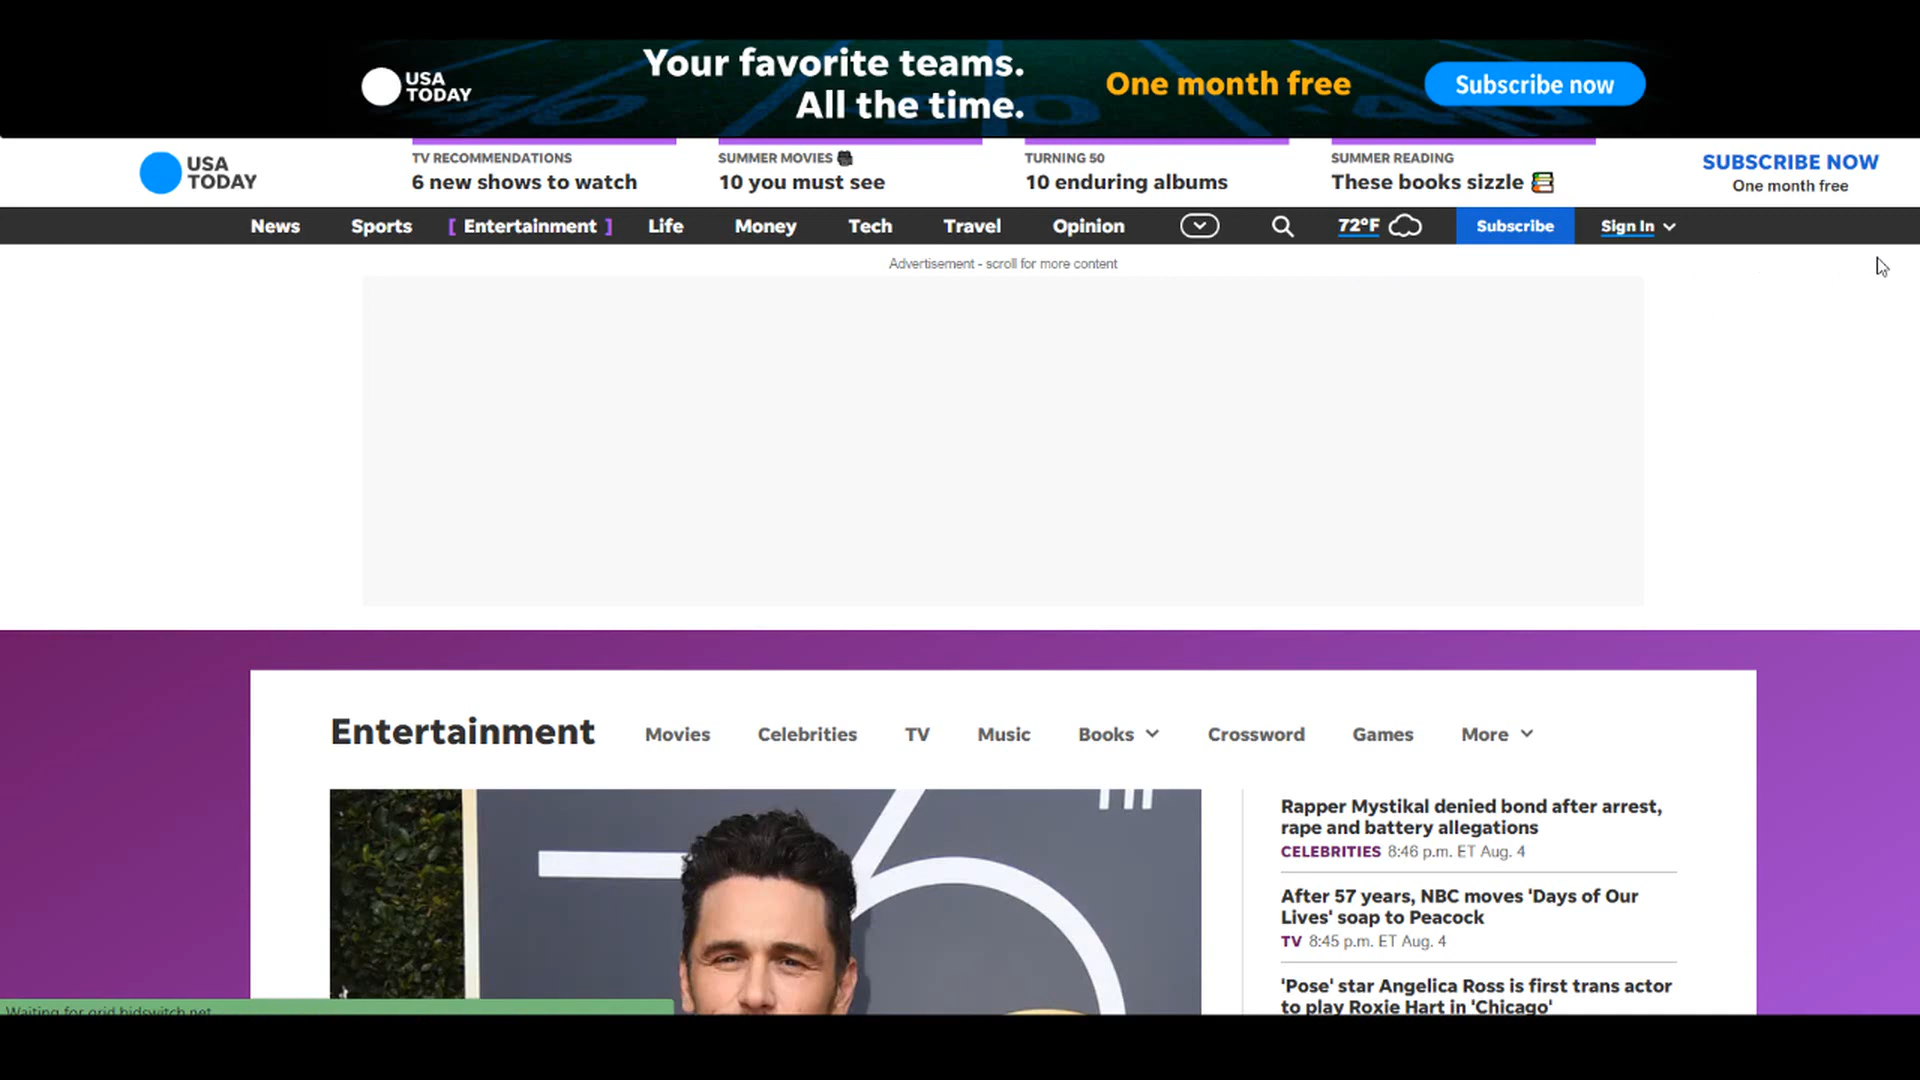 USA
TODAY
Your favorite teams.
All the time.
One month free
Subscribe now
USA
TODAY
TV RECOMMENDATIONS
6 new shows to watch
SUMMER MOVIES
10 you must see
TURNING 50
10 enduring albums
SUMMER READING
These books sizzle
SUBSCRIBE NOW
One month free
News
Sports
[ Entertainment ]
Life
Money
Tech
Travel
Opinion
72°F
Subscribe
Sign In
Advertisement - scroll for more content
Entertainment
Movies
Celebrities
TV
Music
Books
Crossword
Games
More
Rapper Mystikal denied bond after arrest,
rape and battery allegations
CELEBRITIES 8:46 p.m. ET Aug. 4
After 57 years, NBC moves 'Days of Our
Lives' soap to Peacock
TV 8:45 p.m. ET Aug. 4
'Pose' star Angelica Ross is first trans actor
to play Roxie Hart in 'Chicago'
Waiting for grid.bidswitch.net